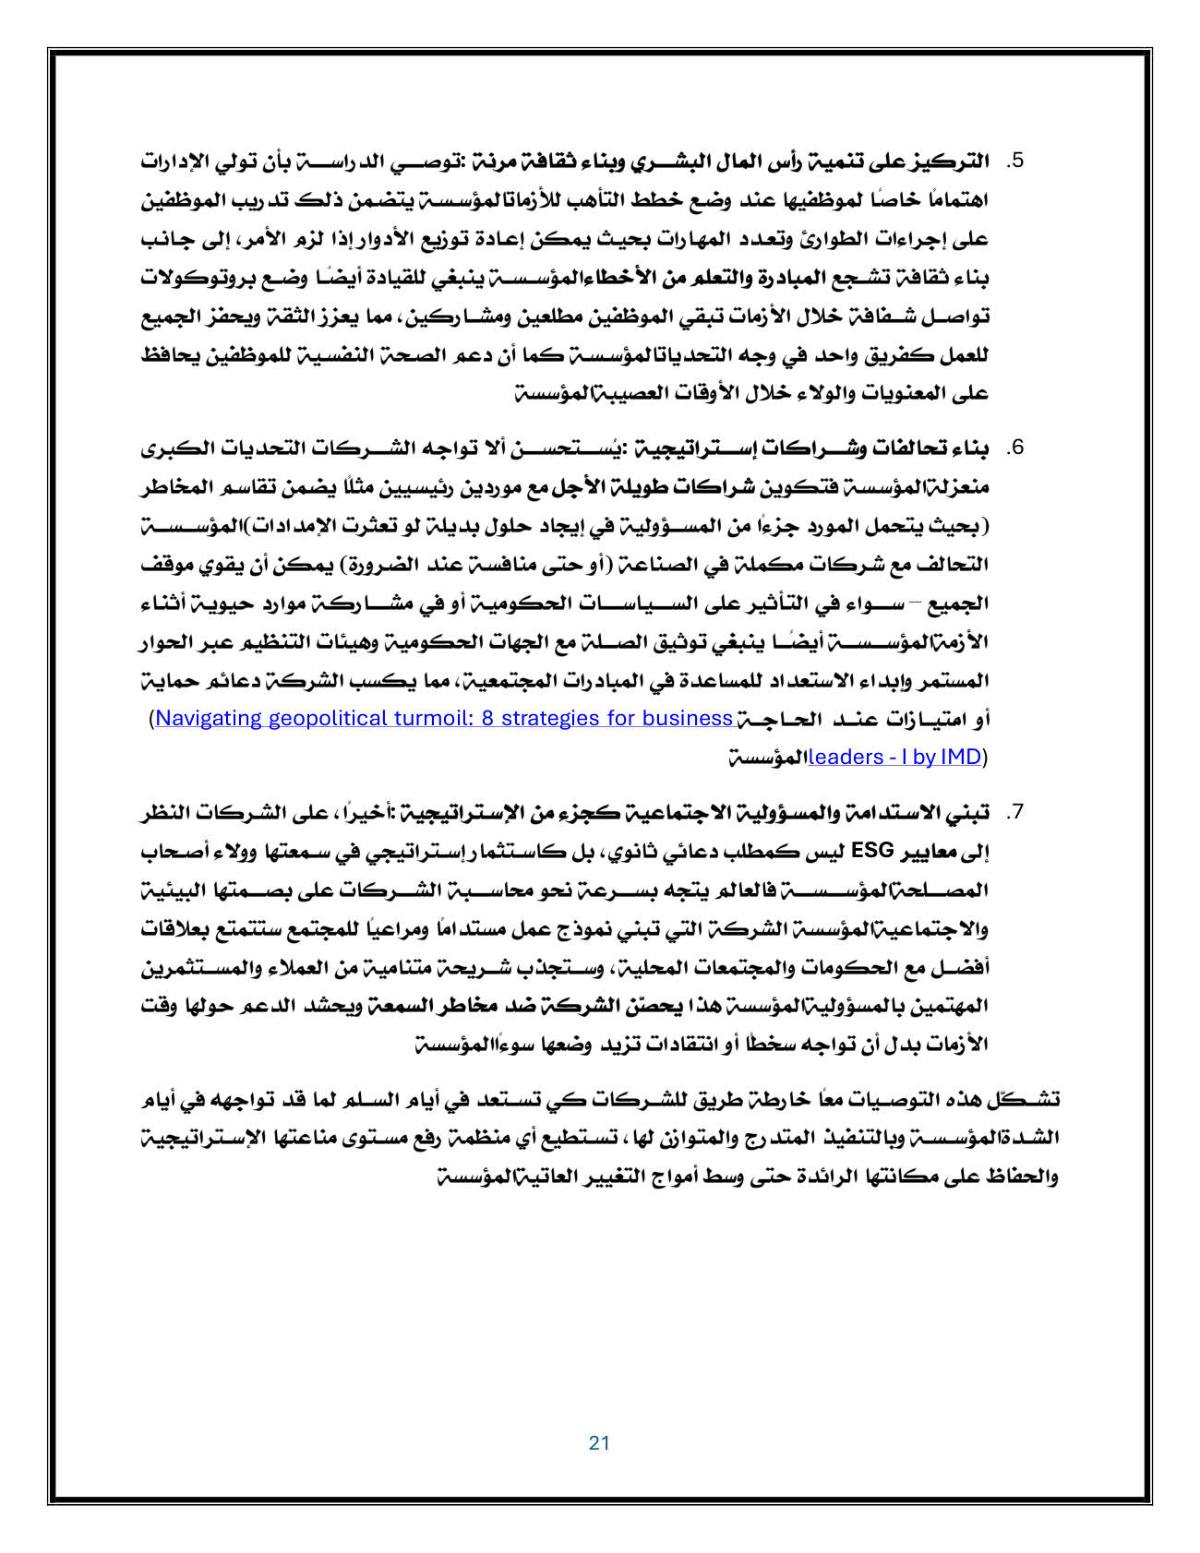 5. التركيز على تنمية رأس المال البشري وبناء ثقافة مرنة :توصي الدراسة بأن تولي الإدارات
اهتمامًا خاصًا لموظفيها عند وضع خطط التأهب للأزماتالمؤسسة يتضمن ذلك تدريب الموظفين
على إجراءات الطوارئ وتعدد المهارات بحيث يمكن إعادة توزيع الأدوار إذا لزم الأمر، إلى جانب
بناء ثقافة تشجع المبادرة والتعلم من الأخطاءالمؤسسة ينبغي للقيادة أيضًا وضع بروتوكولات
تواصل شفافة خلال الأزمات تبقي الموظفين مطلعين ومشاركين، مما يعزز الثقة ويحفز الجميع
للعمل كفريق واحد في وجه التحدياتالمؤسسة كما أن دعم الصحة النفسية للموظفين يحافظ
على المعنويات والولاء خلال الأوقات العصيبةالمؤسسة
6. بناء تحالفات وشراكات إستراتيجية :يُستحسن ألا تواجه الشركات التحديات الكبرى
منعزلةالمؤسسة فتكوين شراكات طويلة الأجل مع موردين رئيسيين مثلًا يضمن تقاسم المخاطر
(بحيث يتحمل المورد جزءًا من المسؤولية في إيجاد حلول بديلة لو تعثرت الإمدادات)المؤسسة
التحالف مع شركات مكملة في الصناعة (أو حتى منافسة عند الضرورة) يمكن أن يقوي موقف
الجميع – سواء في التأثير على السياسات الحكومية أو في مشاركة موارد حيوية أثناء
الأزمةالمؤسسة أيضًا ينبغي توثيق الصلة مع الجهات الحكومية وهيئات التنظيم عبر الحوار
المستمر وإبداء الاستعداد للمساعدة في المبادرات المجتمعية، مما يكسب الشركة دعائم حماية
أو امتيازات عند الحاجة (Navigating geopolitical turmoil: 8 strategies for business
leaders - I by IMD)المؤسسة
7. تبني الاستدامة والمسؤولية الاجتماعية كجزء من الإستراتيجية :أخيرًا، على الشركات النظر
إلى معايير ESG ليس كمطلب دعائي ثانوي، بل كاستثمار إستراتيجي في سمعتها وولاء أصحاب
المصلحةالمؤسسة فالعالم يتجه بسرعة نحو محاسبة الشركات على بصمتها البيئية
والاجتماعيةالمؤسسة الشركة التي تبني نموذج عمل مستدامًا ومراعيًا للمجتمع ستتمتع بعلاقات
أفضل مع الحكومات والمجتمعات المحلية، وستجذب شريحة متنامية من العملاء والمستثمرين
المهتمين بالمسؤوليةالمؤسسة هذا يحصّن الشركة ضد مخاطر السمعة ويحشد الدعم حولها وقت
الأزمات بدل أن تواجه سخطًا أو انتقادات تزيد وضعها سوءًاالمؤسسة
تشكّل هذه التوصيات معًا خارطة طريق للشركات كي تستعد في أيام السلم لما قد تواجهه في أيام
الشدةالمؤسسة وبالتنفيذ المتدرج والمتوازن لها، تستطيع أي منظمة رفع مستوى مناعتها الإستراتيجية
والحفاظ على مكانتها الرائدة حتى وسط أمواج التغيير العاتيةالمؤسسة
21